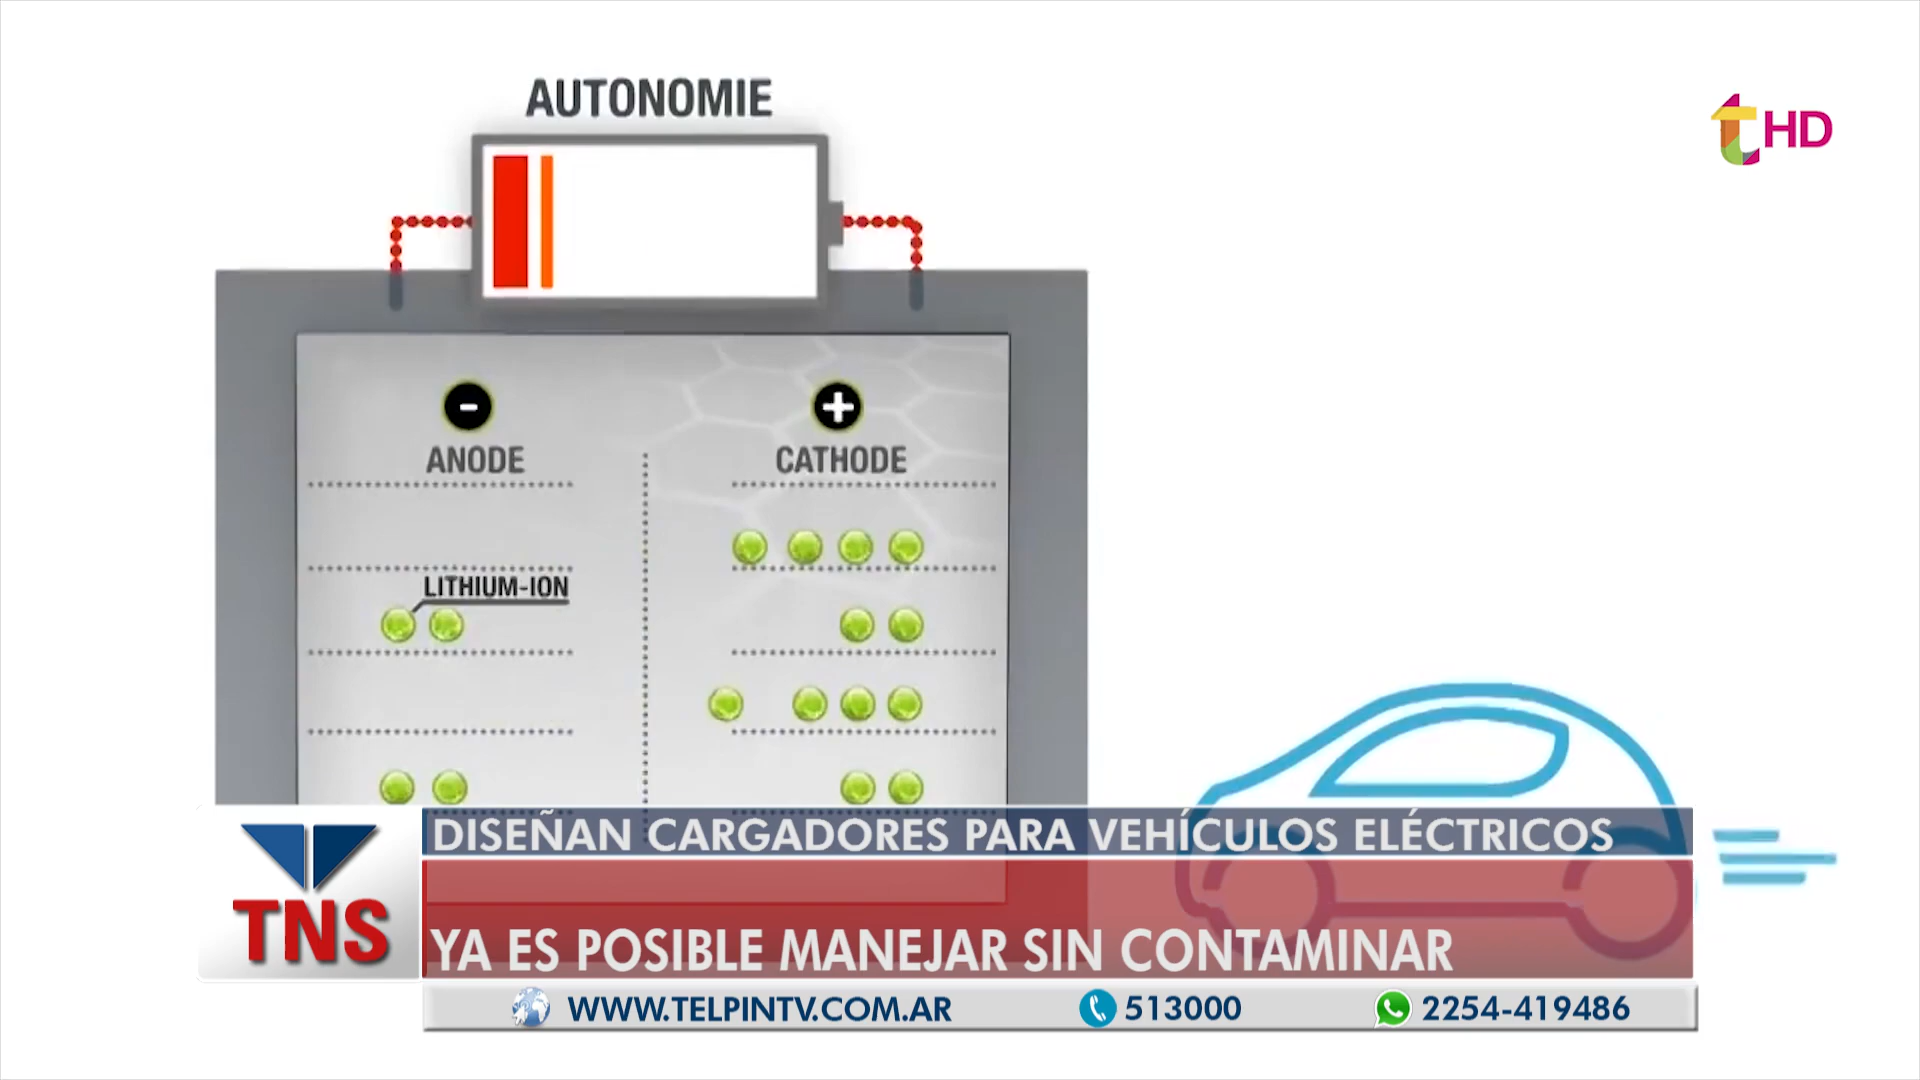 AUTONOMIE
t HD
-
+
ANODE
CATHODE
LITHIUM-ION
DISEÑAN CARGADORES PARA VEHÍCULOS ELÉCTRICOS
TNS
YA ES POSIBLE MANEJAR SIN CONTAMINAR
WWW.TELPINTV.COM.AR 513000 2254-419486